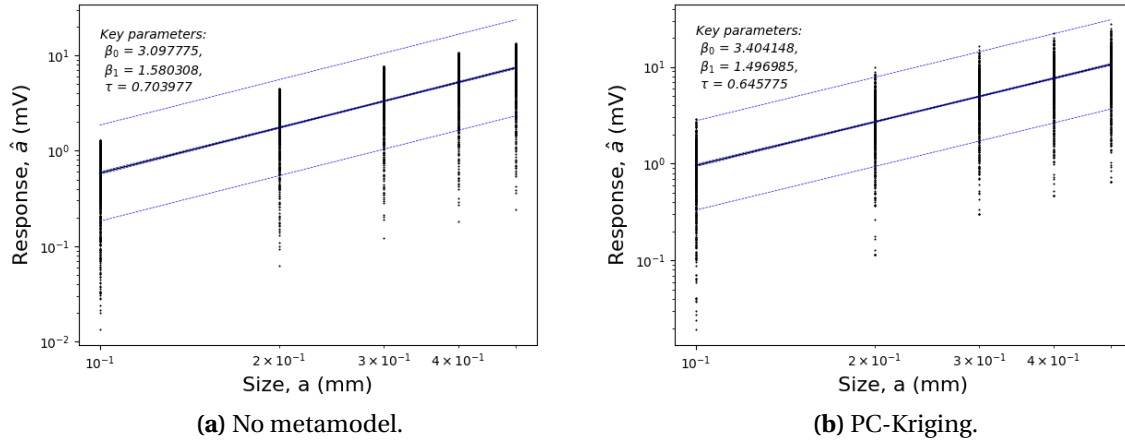 Key parameters:
β0 = 3.097775,
β1 = 1.580308,
τ = 0.703977
10^1
10^0
10^-1
10^-2
Response, â (mV)
10^-1
2 × 10^-1
3 × 10^-1
4 × 10^-1
Size, a (mm)
(a) No metamodel.
Key parameters:
β0 = 3.404148,
β1 = 1.496985,
τ = 0.645775
10^1
10^0
10^-1
Response, â (mV)
10^-1
2 × 10^-1
3 × 10^-1
4 × 10^-1
Size, a (mm)
(b) PC-Kriging.